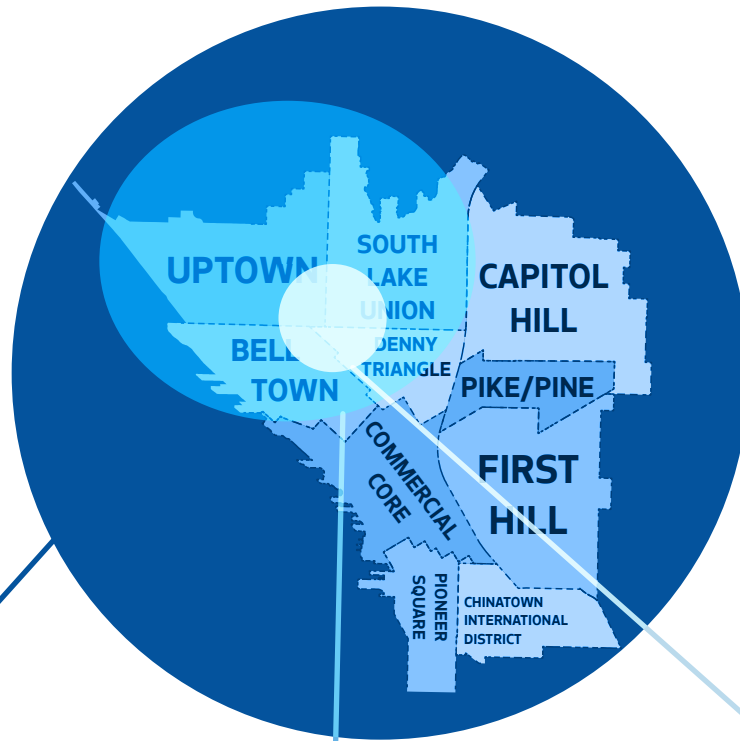 UPTOWN
SOUTH
LAKE
UNION
CAPITOL
HILL
BELL
TOWN
DENNY
TRIANGLE
PIKE/PINE
COMMERCIAL
CORE
FIRST
HILL
PIONEER
SQUARE
CHINATOWN
INTERNATIONAL
DISTRICT